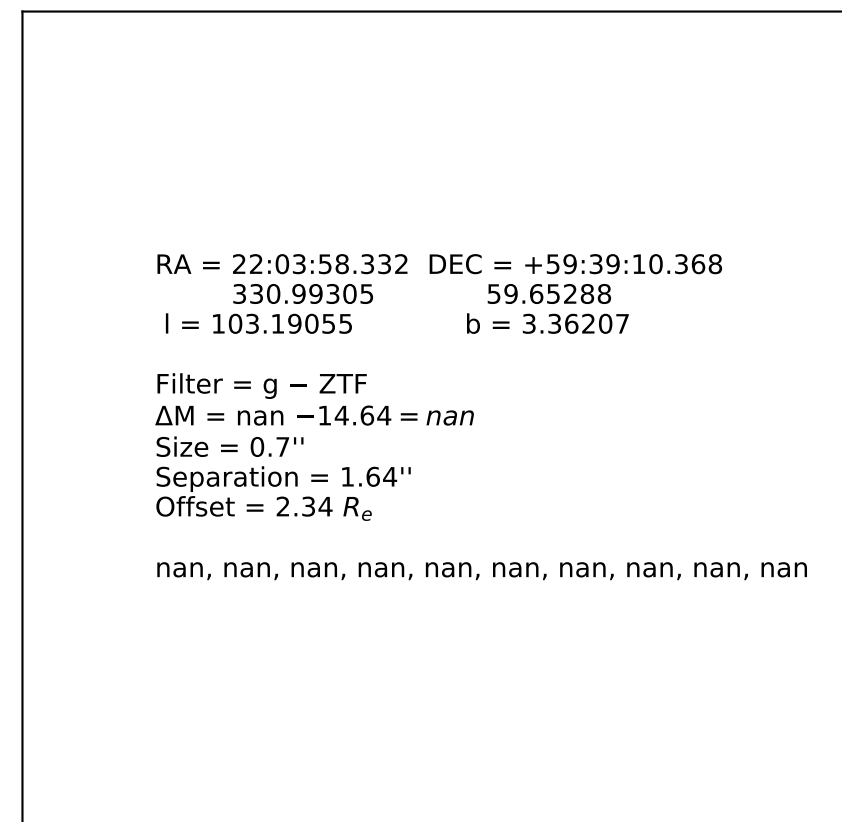 RA = 22:03:58.332 DEC = +59:39:10.368
330.99305 59.65288
l = 103.19055 b = 3.36207
Filter = g − ZTF
ΔM = nan −14.64 = nan
Size = 0.7''
Separation = 1.64''
Offset = 2.34 Re
nan, nan, nan, nan, nan, nan, nan, nan, nan, nan